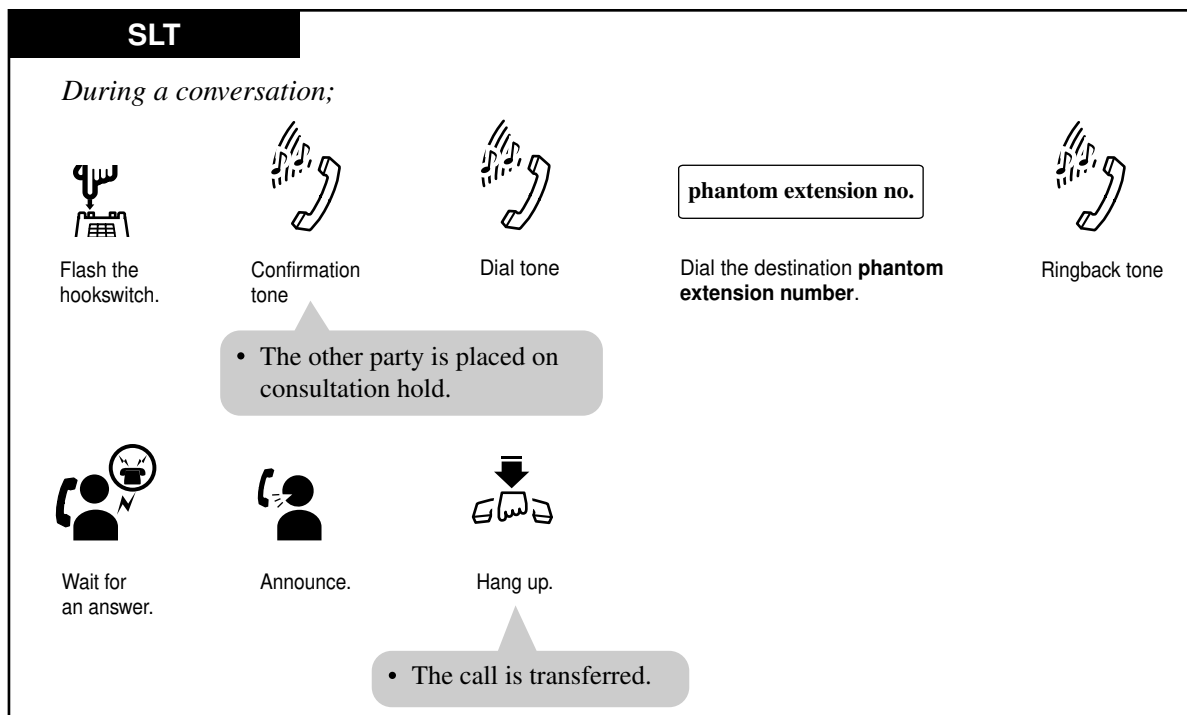 SLT
During a conversation;
phantom extension no.
Flash the
hookswitch.
Confirmation
tone
Dial tone
Dial the destination phantom
extension number.
Ringback tone
• The other party is placed on
consultation hold.
Wait for
an answer.
Announce.
Hang up.
• The call is transferred.